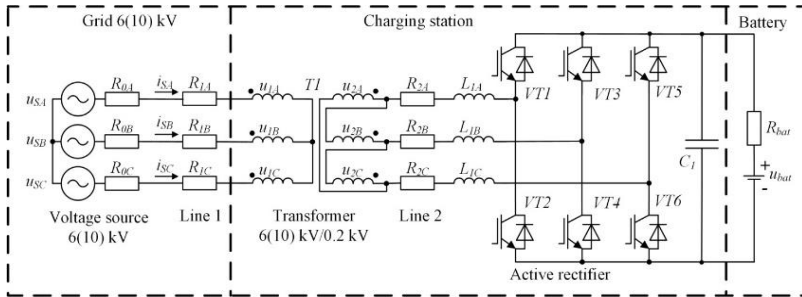 Grid 6(10) kV
Charging station
Battery
u_SA
R_0A
i_SA
R_1A
u_1A
T1
u_2A
R_2A
L_1A
VT1
VT3
VT5
u_SB
R_0B
i_SB
R_1B
u_1B
u_2B
R_2B
L_1B
C_1
R_bat
u_SC
R_0C
i_SC
R_1C
u_1C
u_2C
R_2C
L_1C
+
u_bat
-
Voltage source
6(10) kV
Line 1
Transformer
6(10) kV/0.2 kV
Line 2
VT2
VT4
VT6
Active rectifier